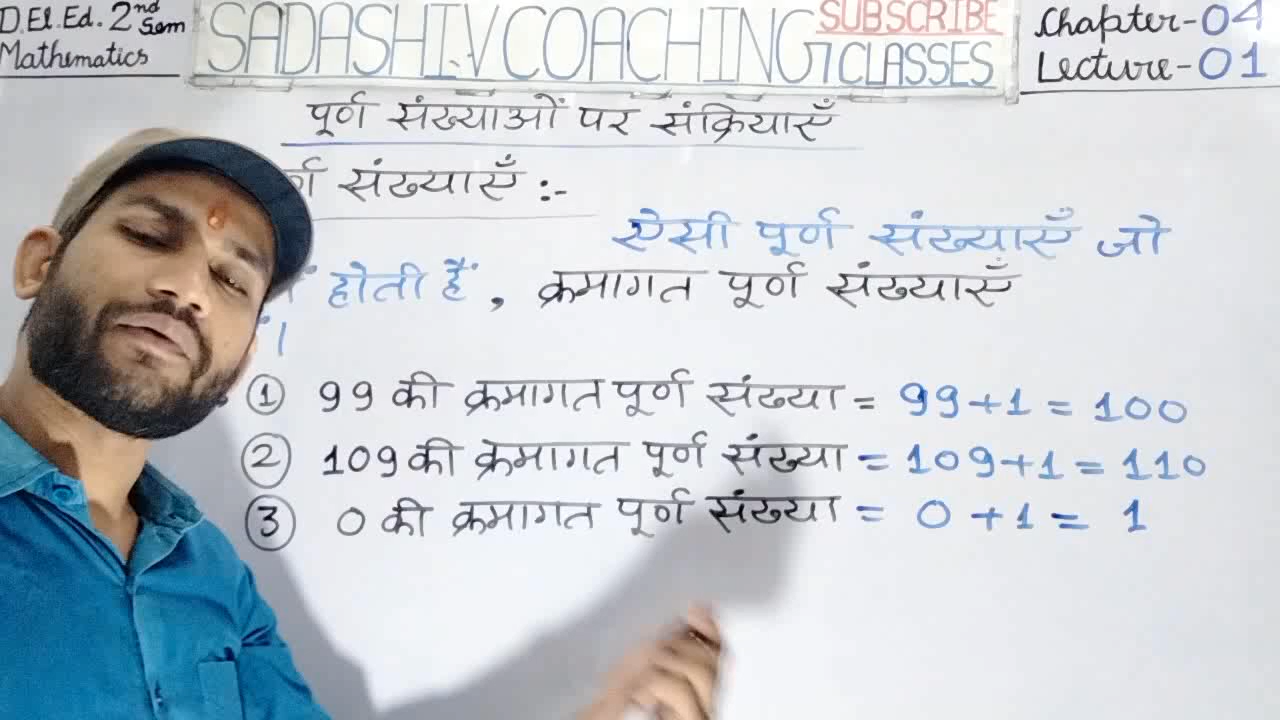 D.El.Ed. 2nd Sem
Mathematics
SADASHIV COACHING CLASSES
SUBSCRIBE
Chapter-04
Lecture-01
पूर्ण संख्याओं पर संक्रियाएँ
संख्याएँ :-
ऐसी पूर्ण संख्याएँ जो
होती हैं, क्रमागत पूर्ण संख्याएँ
।
① 99 की क्रमागत पूर्ण संख्या = 99+1 = 100
② 109 की क्रमागत पूर्ण संख्या = 109+1 = 110
③ 0 की क्रमागत पूर्ण संख्या = 0+1 = 1